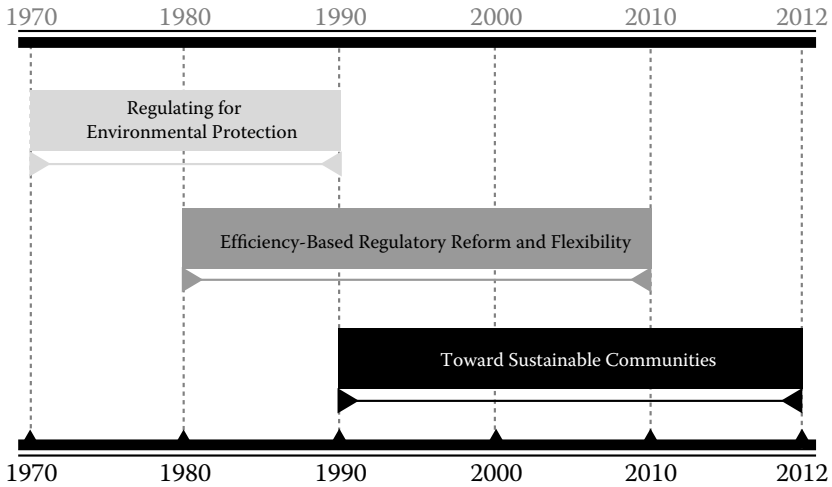 1970 1980 1990 2000 2010 2012
Regulating for
Environmental Protection
Efficiency-Based Regulatory Reform and Flexibility
Toward Sustainable Communities
1970 1980 1990 2000 2010 2012